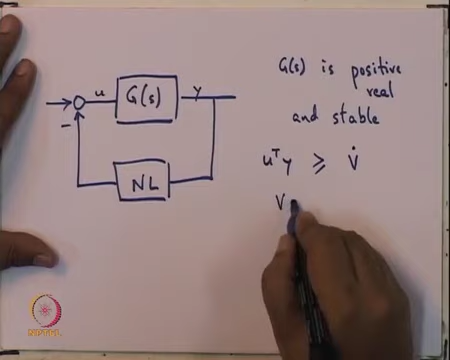 u G(s) y
-
NL
G(s) is positive
real
and stable
uᵀy ≥ V̇
V